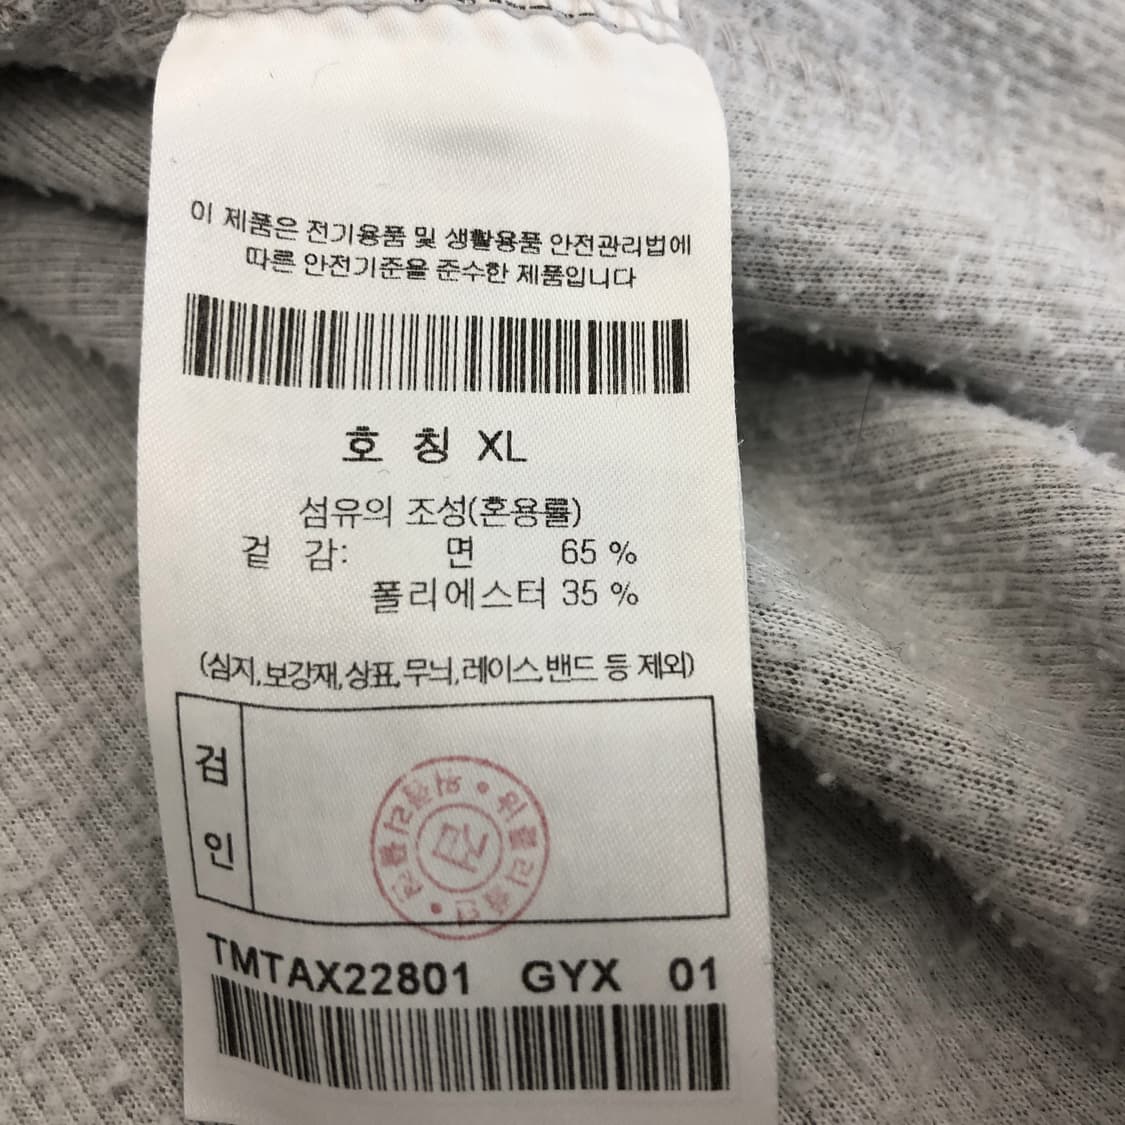 이 제품은 전기용품 및 생활용품 안전관리법에
따른 안전기준을 준수한 제품입니다
호 칭 XL
섬유의 조성(혼용률)
겉 감: 면 65 %
폴리에스터 35 %
(심지,보강재,상표,무늬,레이스,밴드 등 제외)
검
인
TMTAX22801 GYX 01